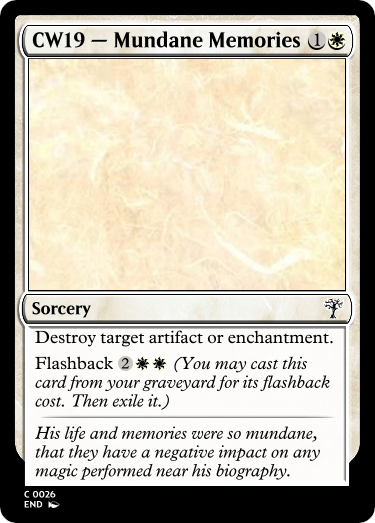 CW19 — Mundane Memories 1
Sorcery
Destroy target artifact or enchantment.
Flashback 2 (You may cast this
card from your graveyard for its flashback
cost. Then exile it.)
His life and memories were so mundane,
that they have a negative impact on any
magic performed near his biography.
C 0026
END